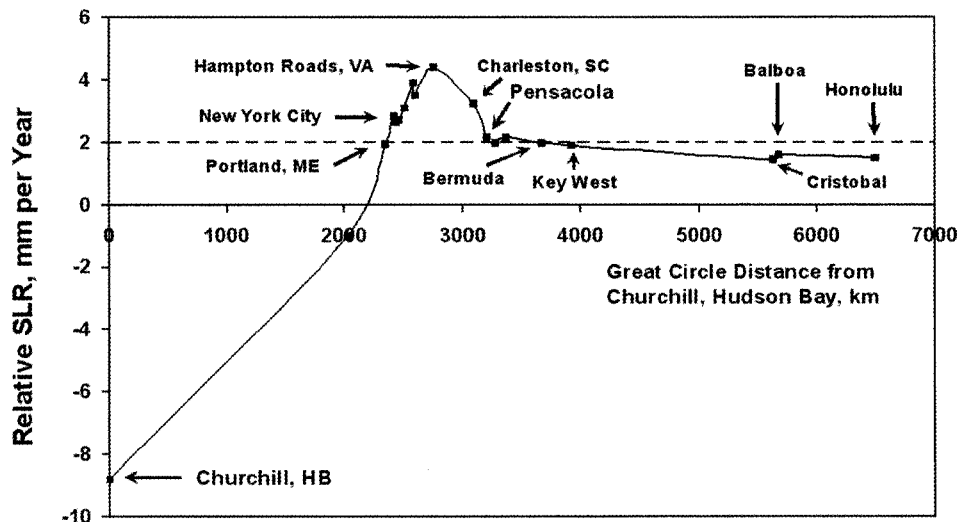 6
4
2
0
-2
-4
-6
-8
-10
Relative SLR, mm per Year
Hampton Roads, VA
Charleston, SC
Pensacola
New York City
Portland, ME
Bermuda
Key West
Balboa
Honolulu
Cristobal
0
1000
2000
3000
4000
5000
6000
7000
Great Circle Distance from
Churchill, Hudson Bay, km
Churchill, HB